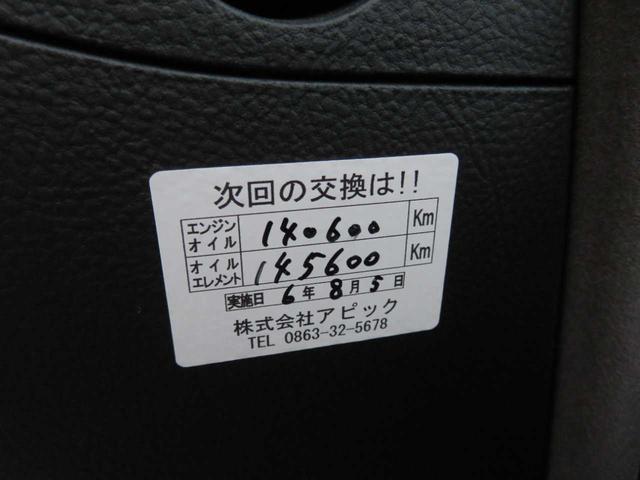 次回の交換は!!
エンジンオイル 140600 Km
オイルエレメント 145600 Km
実施日 6年 8月 5日
株式会社アピック
TEL 0863-32-5678